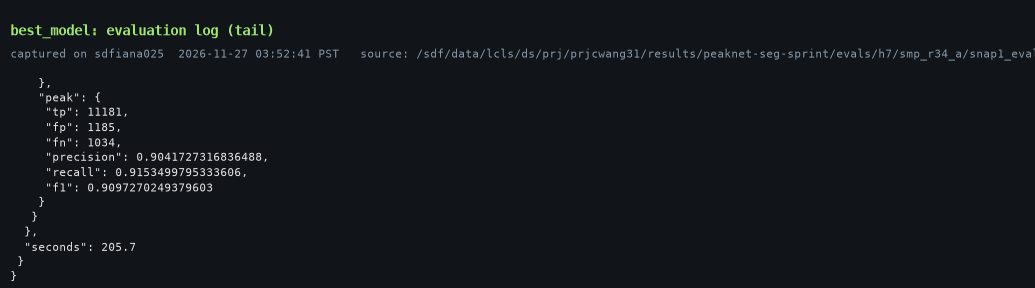 best_model: evaluation log (tail)
captured on sdfiana025  2026-11-27 03:52:41 PST   source: /sdf/data/lcls/ds/prj/prjcwang31/results/peaknet-seg-sprint/evals/h7/smp_r34_a/snap1_eval
    },
    "peak": {
     "tp": 11181,
     "fp": 1185,
     "fn": 1034,
     "precision": 0.9041727316836488,
     "recall": 0.9153499795333606,
     "f1": 0.9097270249379603
    }
   }
  },
  "seconds": 205.7
 }
}